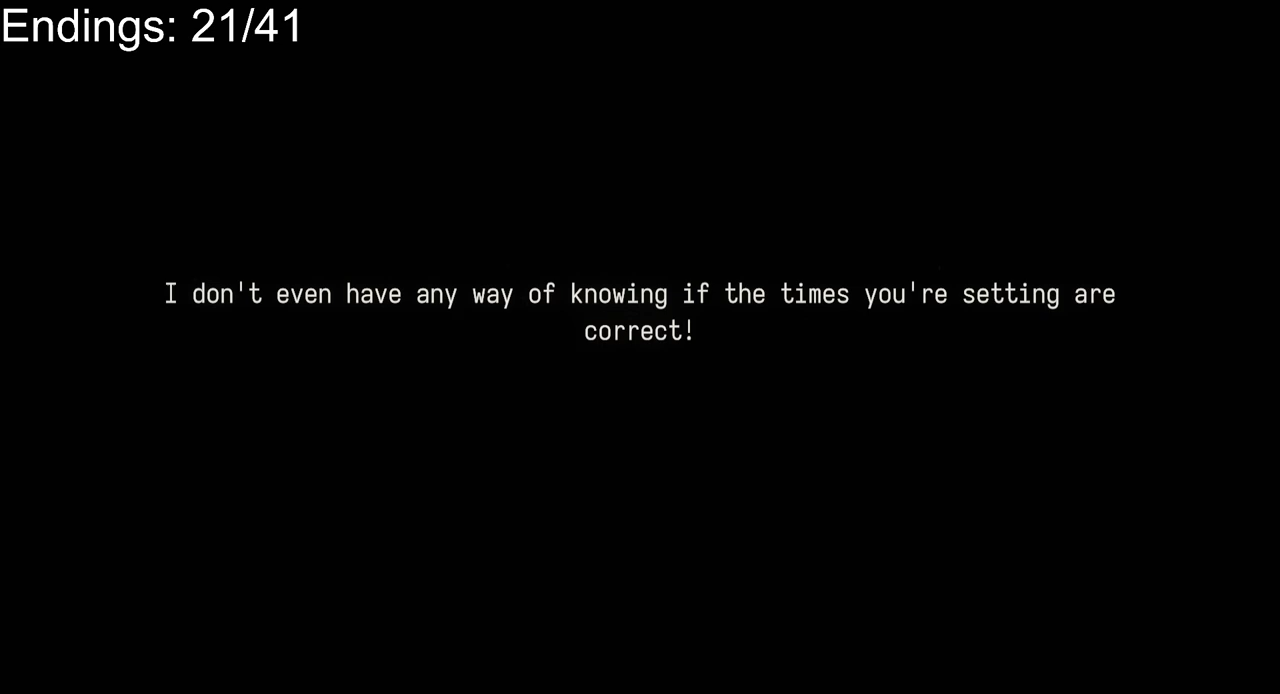 Endings: 21/41
I don't even have any way of knowing if the times you're setting are
correct!